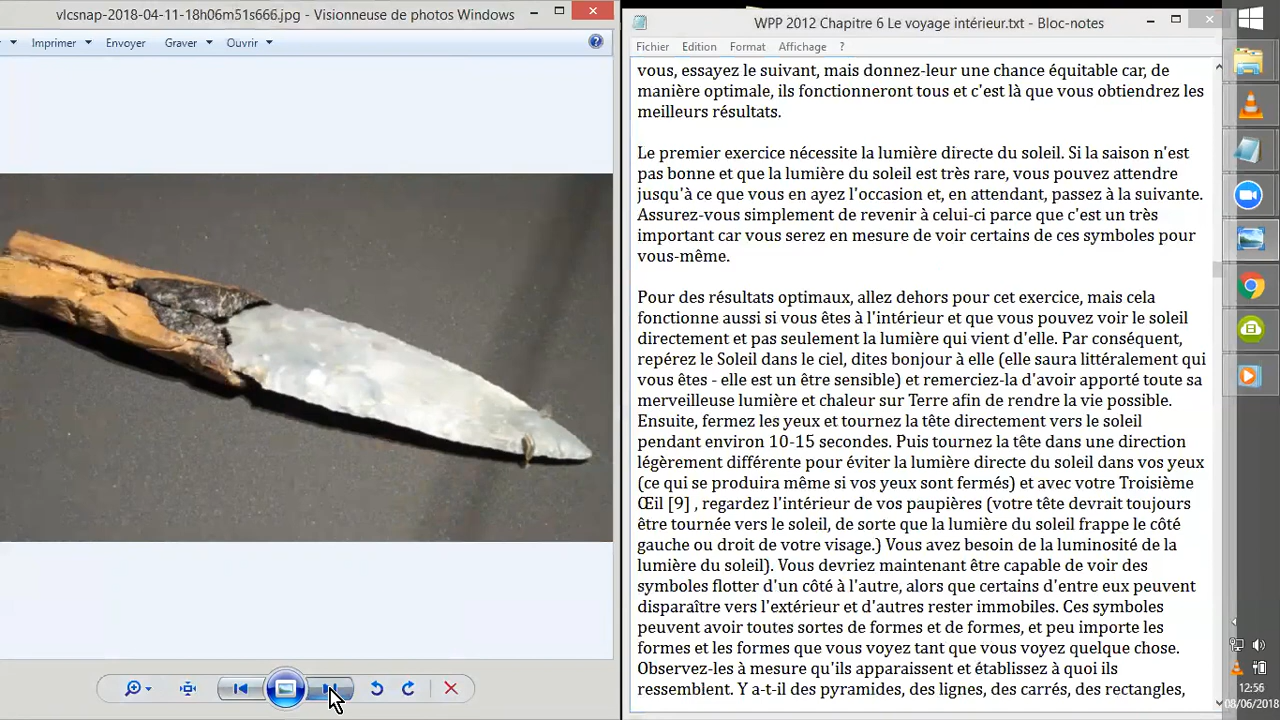 vlcsnap-2018-04-11-18h06m51s666.jpg - Visionneuse de photos Windows
Imprimer Envoyer Graver Ouvrir
WPP 2012 Chapitre 6 Le voyage intérieur.txt - Bloc-notes
Fichier Edition Format Affichage ?
vous, essayez le suivant, mais donnez-leur une chance équitable car, de
manière optimale, ils fonctionneront tous et c'est là que vous obtiendrez les
meilleurs résultats.
Le premier exercice nécessite la lumière directe du soleil. Si la saison n'est
pas bonne et que la lumière du soleil est très rare, vous pouvez attendre
jusqu'à ce que vous en ayez l'occasion et, en attendant, passez à la suivante.
Assurez-vous simplement de revenir à celui-ci parce que c'est un très
important car vous serez en mesure de voir certains de ces symboles pour
vous-même.
Pour des résultats optimaux, allez dehors pour cet exercice, mais cela
fonctionne aussi si vous êtes à l'intérieur et que vous pouvez voir le soleil
directement et pas seulement la lumière qui vient d'elle. Par conséquent,
repérez le Soleil dans le ciel, dites bonjour à elle (elle saura littéralement qui
vous êtes - elle est un être sensible) et remerciez-la d'avoir apporté toute sa
merveilleuse lumière et chaleur sur Terre afin de rendre la vie possible.
Ensuite, fermez les yeux et tournez la tête directement vers le soleil
pendant environ 10-15 secondes. Puis tournez la tête dans une direction
légèrement différente pour éviter la lumière directe du soleil dans vos yeux
(ce qui se produira même si vos yeux sont fermés) et avec votre Troisième
Œil [9] , regardez l'intérieur de vos paupières (votre tête devrait toujours
être tournée vers le soleil, de sorte que la lumière du soleil frappe le côté
gauche ou droit de votre visage.) Vous avez besoin de la luminosité de la
lumière du soleil). Vous devriez maintenant être capable de voir des
symboles flotter d'un côté à l'autre, alors que certains d'entre eux peuvent
disparaître vers l'extérieur et d'autres rester immobiles. Ces symboles
peuvent avoir toutes sortes de formes et de formes, et peu importe les
formes et les formes que vous voyez tant que vous voyez quelque chose.
Observez-les à mesure qu'ils apparaissent et établissez à quoi ils
ressemblent. Y a-t-il des pyramides, des lignes, des carrés, des rectangles,
12:56
08/06/2018